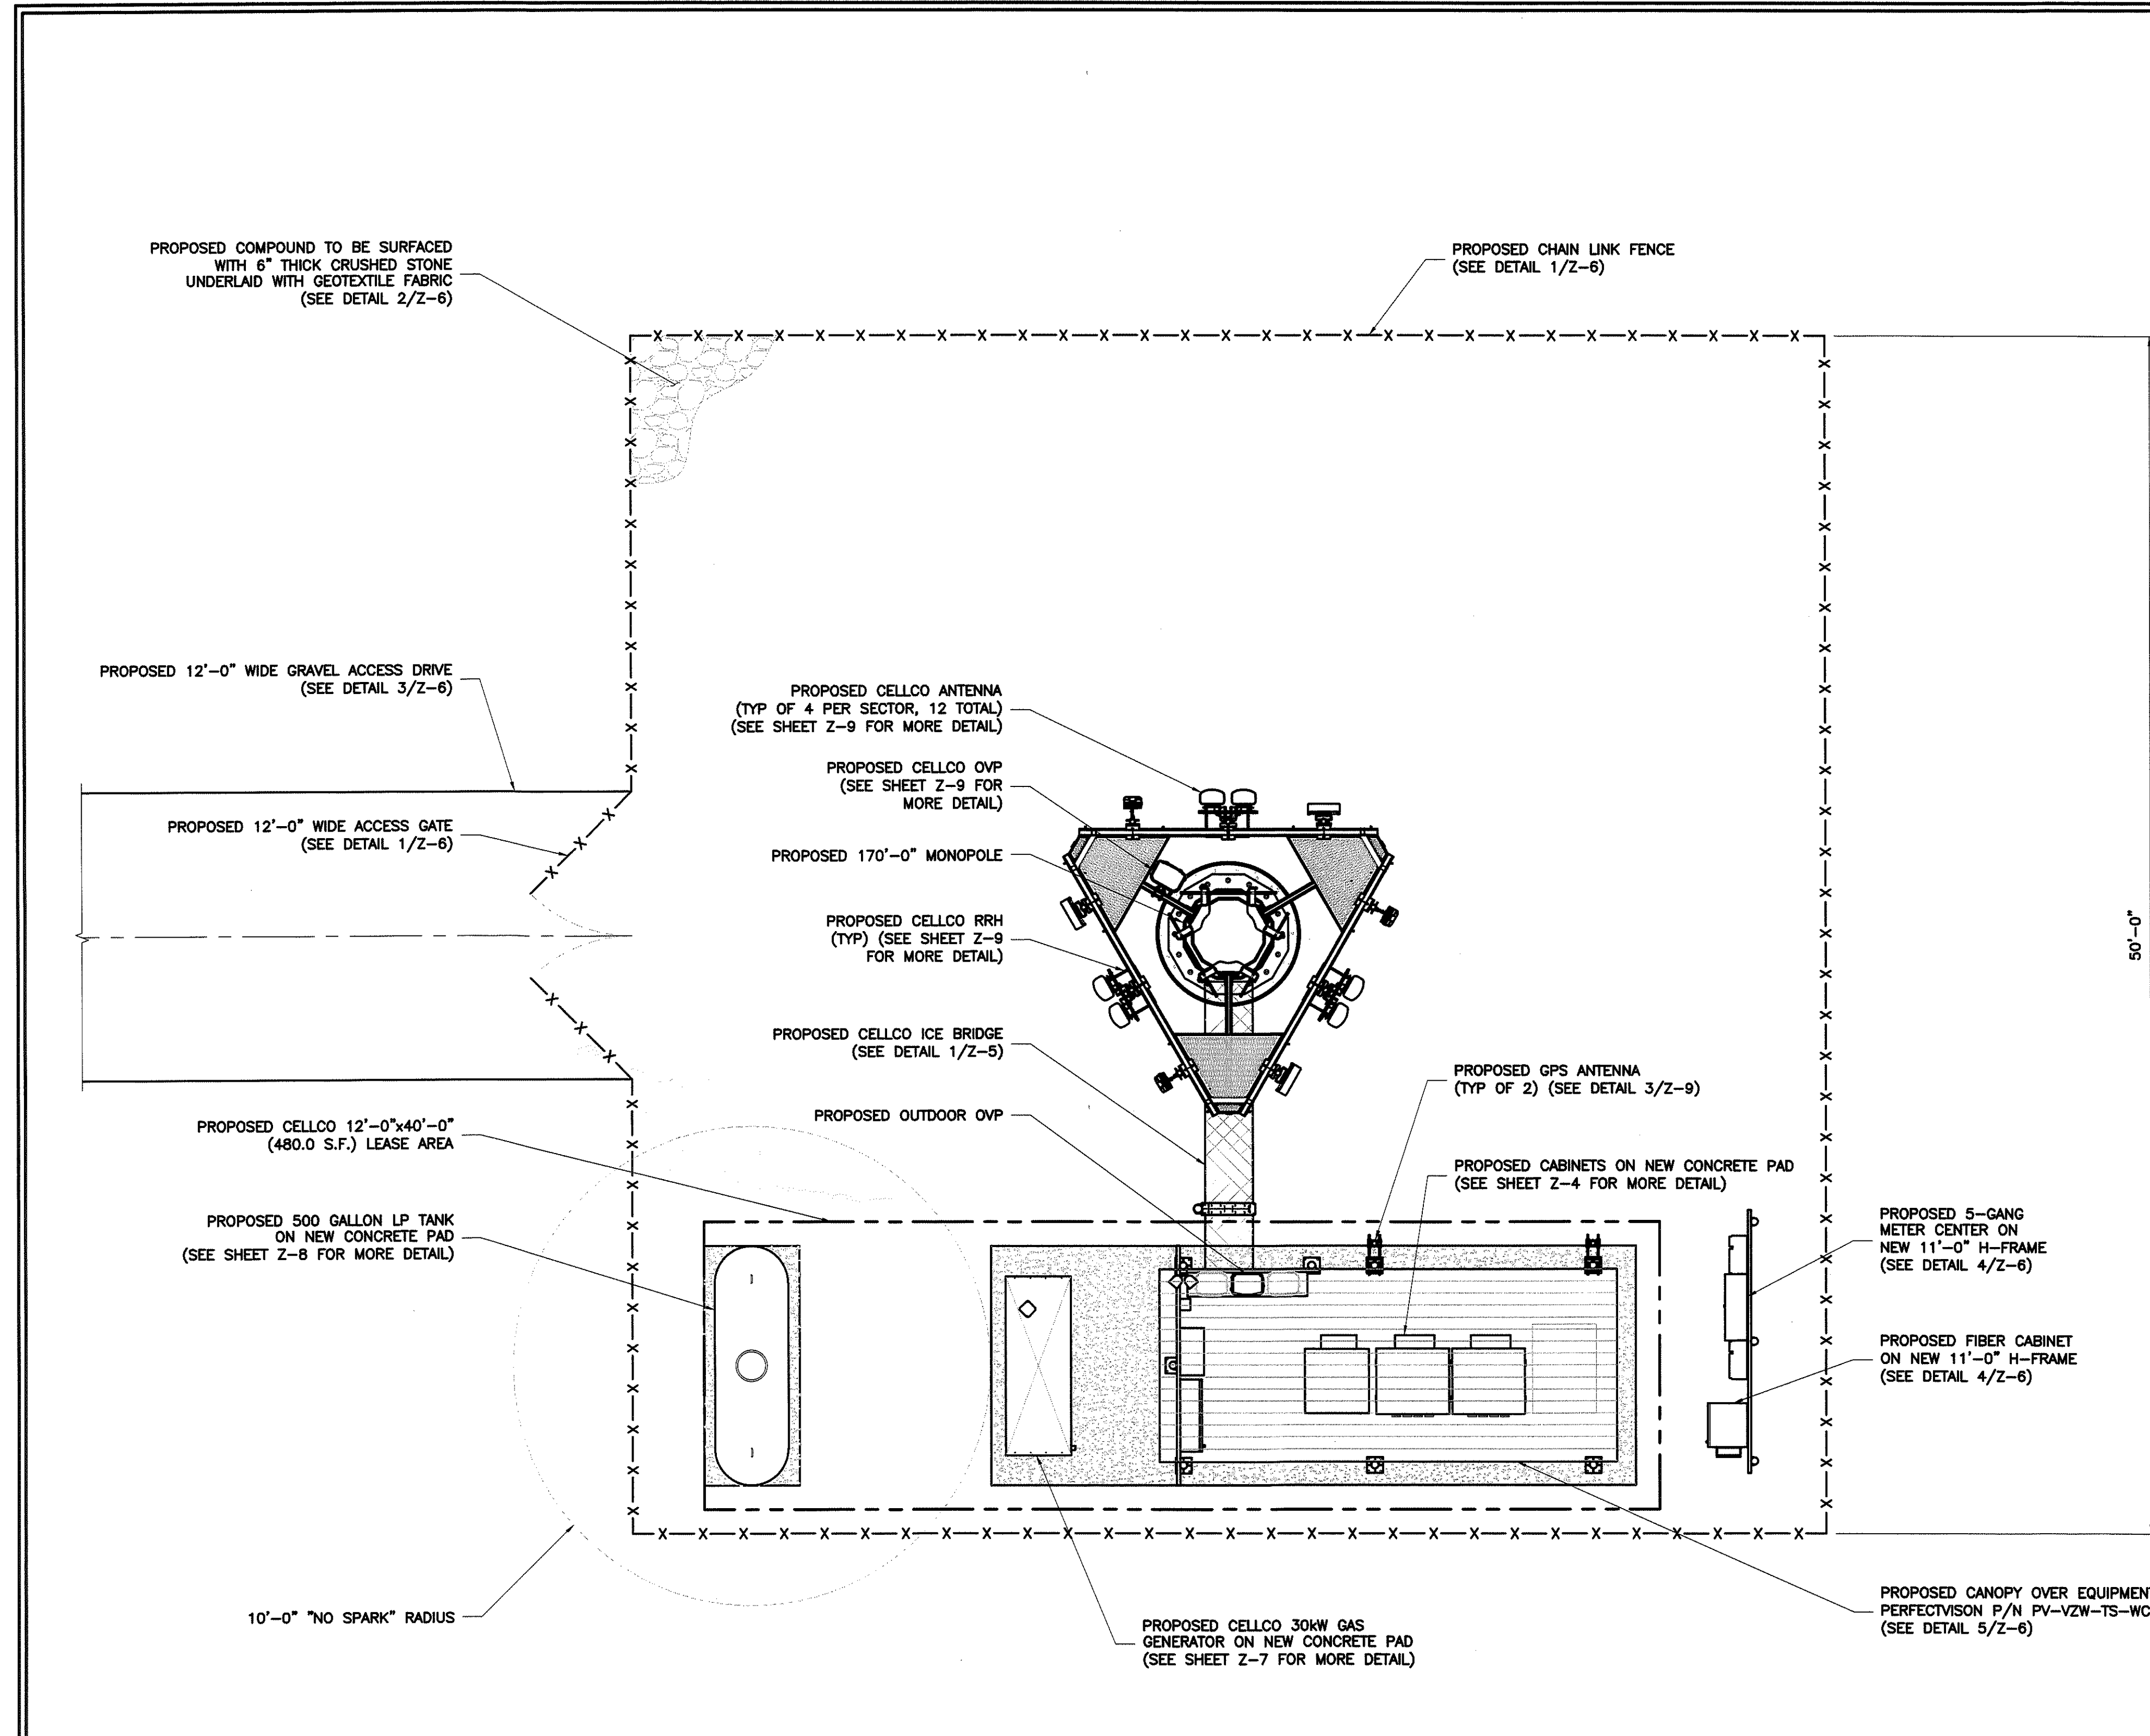 PROPOSED COMPOUND TO BE SURFACED
WITH 6" THICK CRUSHED STONE
UNDERLAID WITH GEOTEXTILE FABRIC
(SEE DETAIL 2/Z-6)
PROPOSED CHAIN LINK FENCE
(SEE DETAIL 1/Z-6)
PROPOSED 12'-0" WIDE GRAVEL ACCESS DRIVE
(SEE DETAIL 3/Z-6)
PROPOSED CELLCO ANTENNA
(TYP OF 4 PER SECTOR, 12 TOTAL)
(SEE SHEET Z-9 FOR MORE DETAIL)
PROPOSED CELLCO OVP
(SEE SHEET Z-9 FOR
MORE DETAIL)
PROPOSED 12'-0" WIDE ACCESS GATE
(SEE DETAIL 1/Z-6)
PROPOSED 170'-0" MONOPOLE
PROPOSED CELLCO RRH
(TYP) (SEE SHEET Z-9
FOR MORE DETAIL)
50'-0"
PROPOSED CELLCO ICE BRIDGE
(SEE DETAIL 1/Z-5)
PROPOSED GPS ANTENNA
(TYP OF 2) (SEE DETAIL 3/Z-9)
PROPOSED OUTDOOR OVP
PROPOSED CELLCO 12'-0"x40'-0"
(480.0 S.F.) LEASE AREA
PROPOSED CABINETS ON NEW CONCRETE PAD
(SEE SHEET Z-4 FOR MORE DETAIL)
PROPOSED 500 GALLON LP TANK
ON NEW CONCRETE PAD
(SEE SHEET Z-8 FOR MORE DETAIL)
PROPOSED 5-GANG
METER CENTER ON
NEW 11'-0" H-FRAME
(SEE DETAIL 4/Z-6)
PROPOSED FIBER CABINET
ON NEW 11'-0" H-FRAME
(SEE DETAIL 4/Z-6)
10'-0" "NO SPARK" RADIUS
PROPOSED CELLCO 30kW GAS
GENERATOR ON NEW CONCRETE PAD
(SEE SHEET Z-7 FOR MORE DETAIL)
PROPOSED CANOPY OVER EQUIPMENT
PERFECTVISON P/N PV-VZW-TS-WC
(SEE DETAIL 5/Z-6)